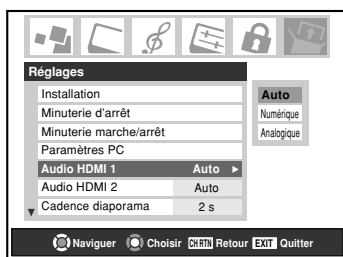 Réglages
Installation
Minuterie d'arrêt
Minuterie marche/arrêt
Paramètres PC
Audio HDMI 1 Auto
Audio HDMI 2 Auto
Cadence diaporama 2 s
Auto
Numérique
Analogique
Naviguer Choisir CH RTN Retour EXIT Quitter